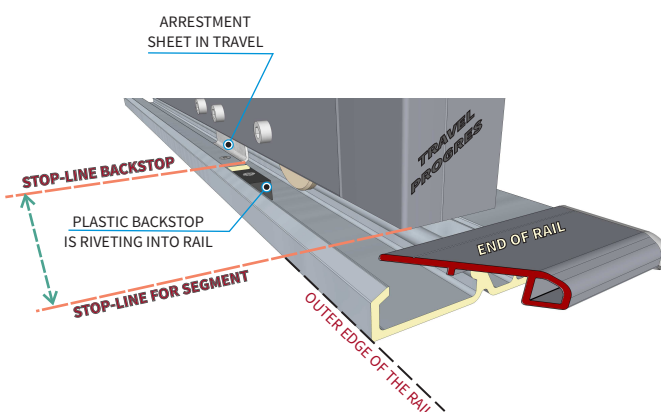 ARRESTMENT
SHEET IN TRAVEL
TRAVEL
PROGRES
STOP-LINE BACKSTOP
PLASTIC BACKSTOP
IS RIVETING INTO RAIL
END OF RAIL
STOP-LINE FOR SEGMENT
OUTER EDGE OF THE RAIL